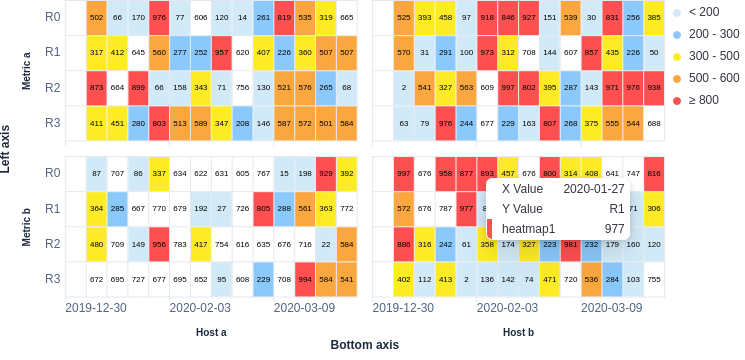 R0 502 66 170 976 77 606 120 14 261 819 535 319 665 525 393 458 97 918 846 927 151 539 30 831 256 385
R1 317 412 645 560 277 252 957 620 407 226 360 507 507 570 31 291 100 973 312 708 144 607 857 435 226 50
R2 873 664 899 66 158 343 71 756 130 521 576 265 68 2 541 327 563 609 997 802 395 287 143 971 976 938
R3 411 451 280 803 513 589 347 208 146 587 572 501 584 63 79 976 244 677 229 163 807 268 375 555 544 688
Metric a
Left axis
R0 87 707 86 337 634 622 631 605 767 15 198 929 392 997 676 958 877 893 457 676 800 314 408 641 747 816
R1 364 285 667 770 679 192 27 726 805 288 561 363 772 572 676 787 977 71 306
R2 480 709 149 956 783 417 754 616 635 676 716 22 584 886 316 242 61 358 174 327 223 981 232 179 160 120
R3 672 695 727 677 695 652 95 608 229 708 994 584 541 402 112 413 2 136 142 74 471 720 536 284 103 755
Metric b
2019-12-30 2020-02-03 2020-03-09 2019-12-30 2020-02-03 2020-03-09
Host a Host b
Bottom axis
< 200
200 - 300
300 - 500
500 - 600
≥ 800
X Value 2020-01-27
Y Value R1
heatmap1 977